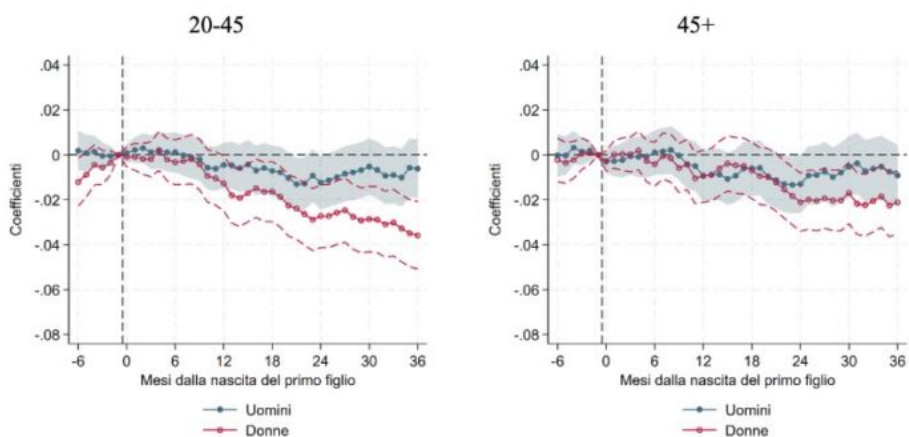 20-45
45+
.04
.02
0
-.02
-.04
-.06
-.08
Coefficienti
-6 0 6 12 18 24 30 36
Mesi dalla nascita del primo figlio
Uomini
Donne
.04
.02
0
-.02
-.04
-.06
-.08
Coefficienti
-6 0 6 12 18 24 30 36
Mesi dalla nascita del primo figlio
Uomini
Donne